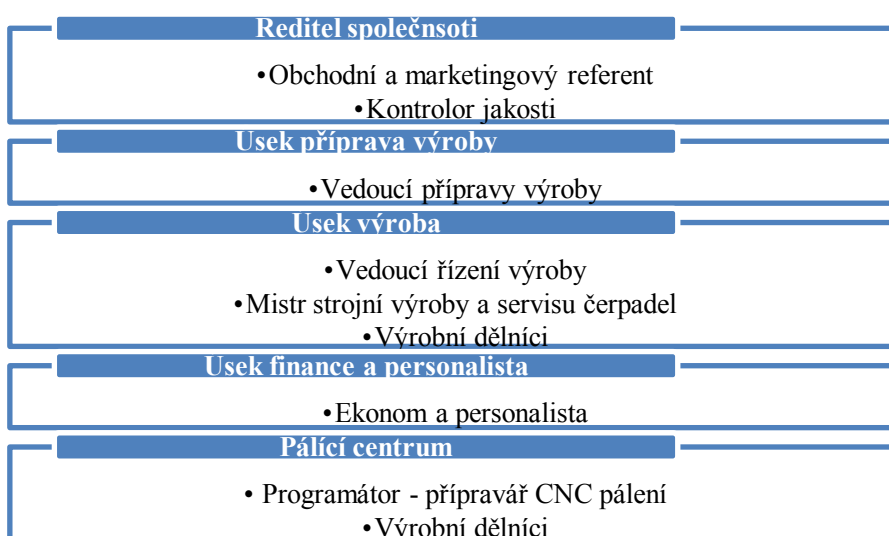 Reditel společnsoti
•Obchodní a marketingový referent
•Kontrolor jakosti
Usek příprava výroby
•Vedoucí přípravy výroby
Usek výroba
•Vedoucí řízení výroby
•Mistr strojní výroby a servisu čerpadel
•Výrobní dělníci
Usek finance a personalista
•Ekonom a personalista
Pálící centrum
• Programátor - přípravář CNC pálení
•Výrobní dělníci